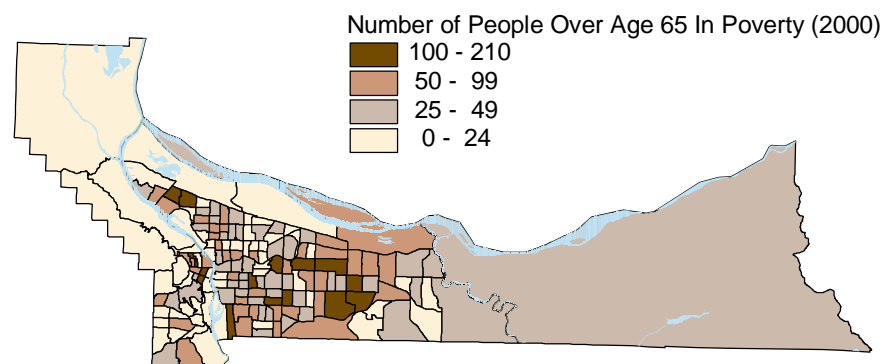 Number of People Over Age 65 In Poverty (2000)
100 - 210
50 - 99
25 - 49
0 - 24